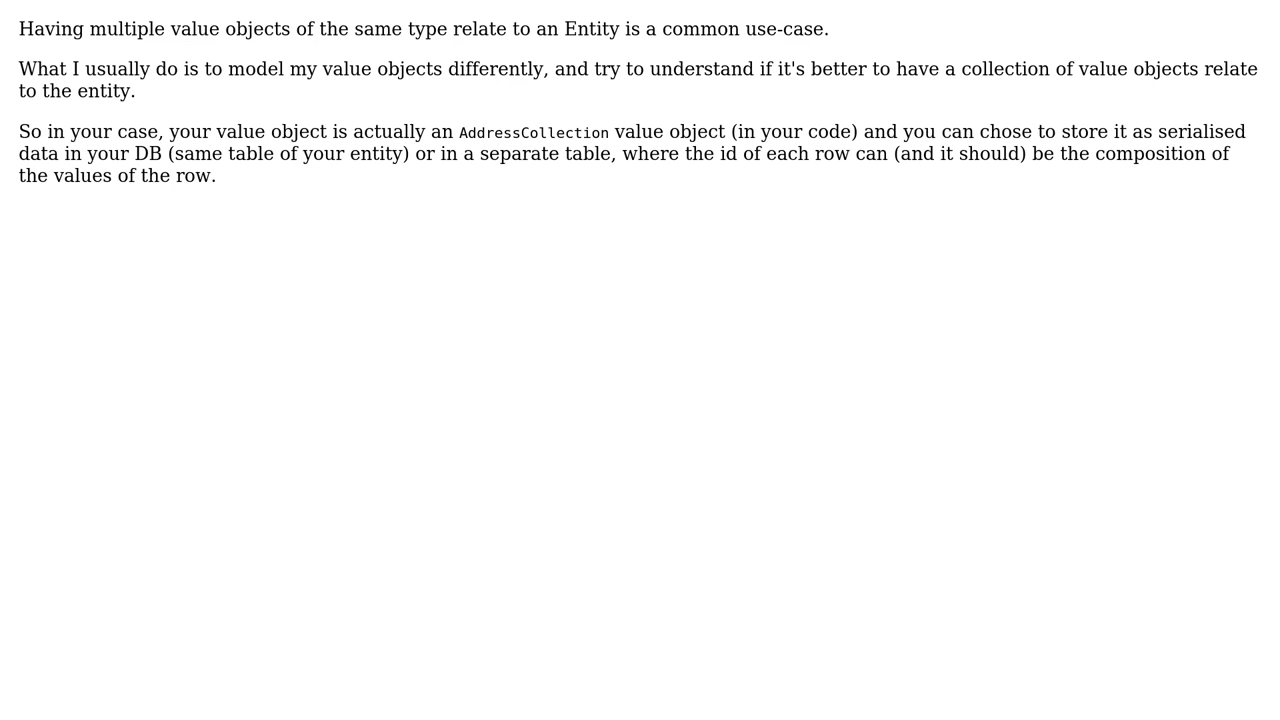 Having multiple value objects of the same type relate to an Entity is a common use-case.
What I usually do is to model my value objects differently, and try to understand if it's better to have a collection of value objects relate
to the entity.
So in your case, your value object is actually an AddressCollection value object (in your code) and you can chose to store it as serialised
data in your DB (same table of your entity) or in a separate table, where the id of each row can (and it should) be the composition of
the values of the row.